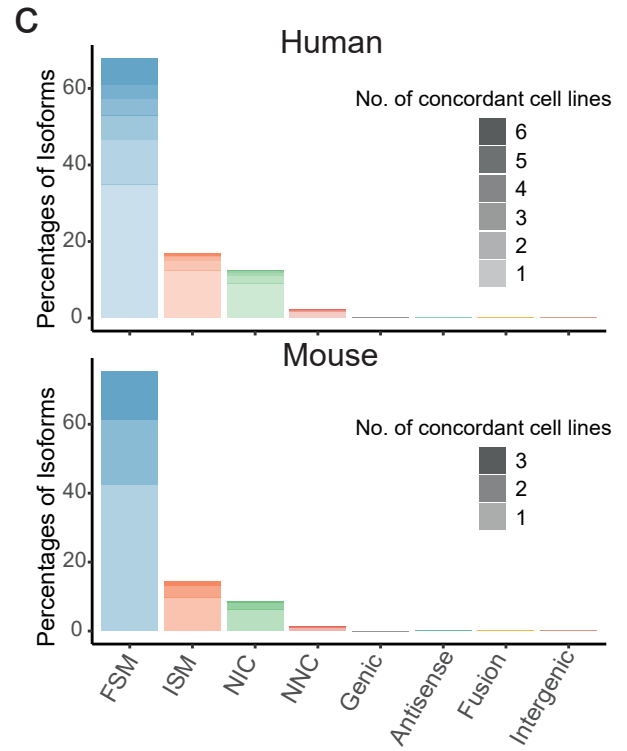 C
Human
Percentages of Isoforms
60
40
20
0
No. of concordant cell lines
6
5
4
3
2
1
Mouse
Percentages of Isoforms
60
40
20
0
No. of concordant cell lines
3
2
1
FSM
ISM
NIC
NNC
Genic
Antisense
Fusion
Intergenic